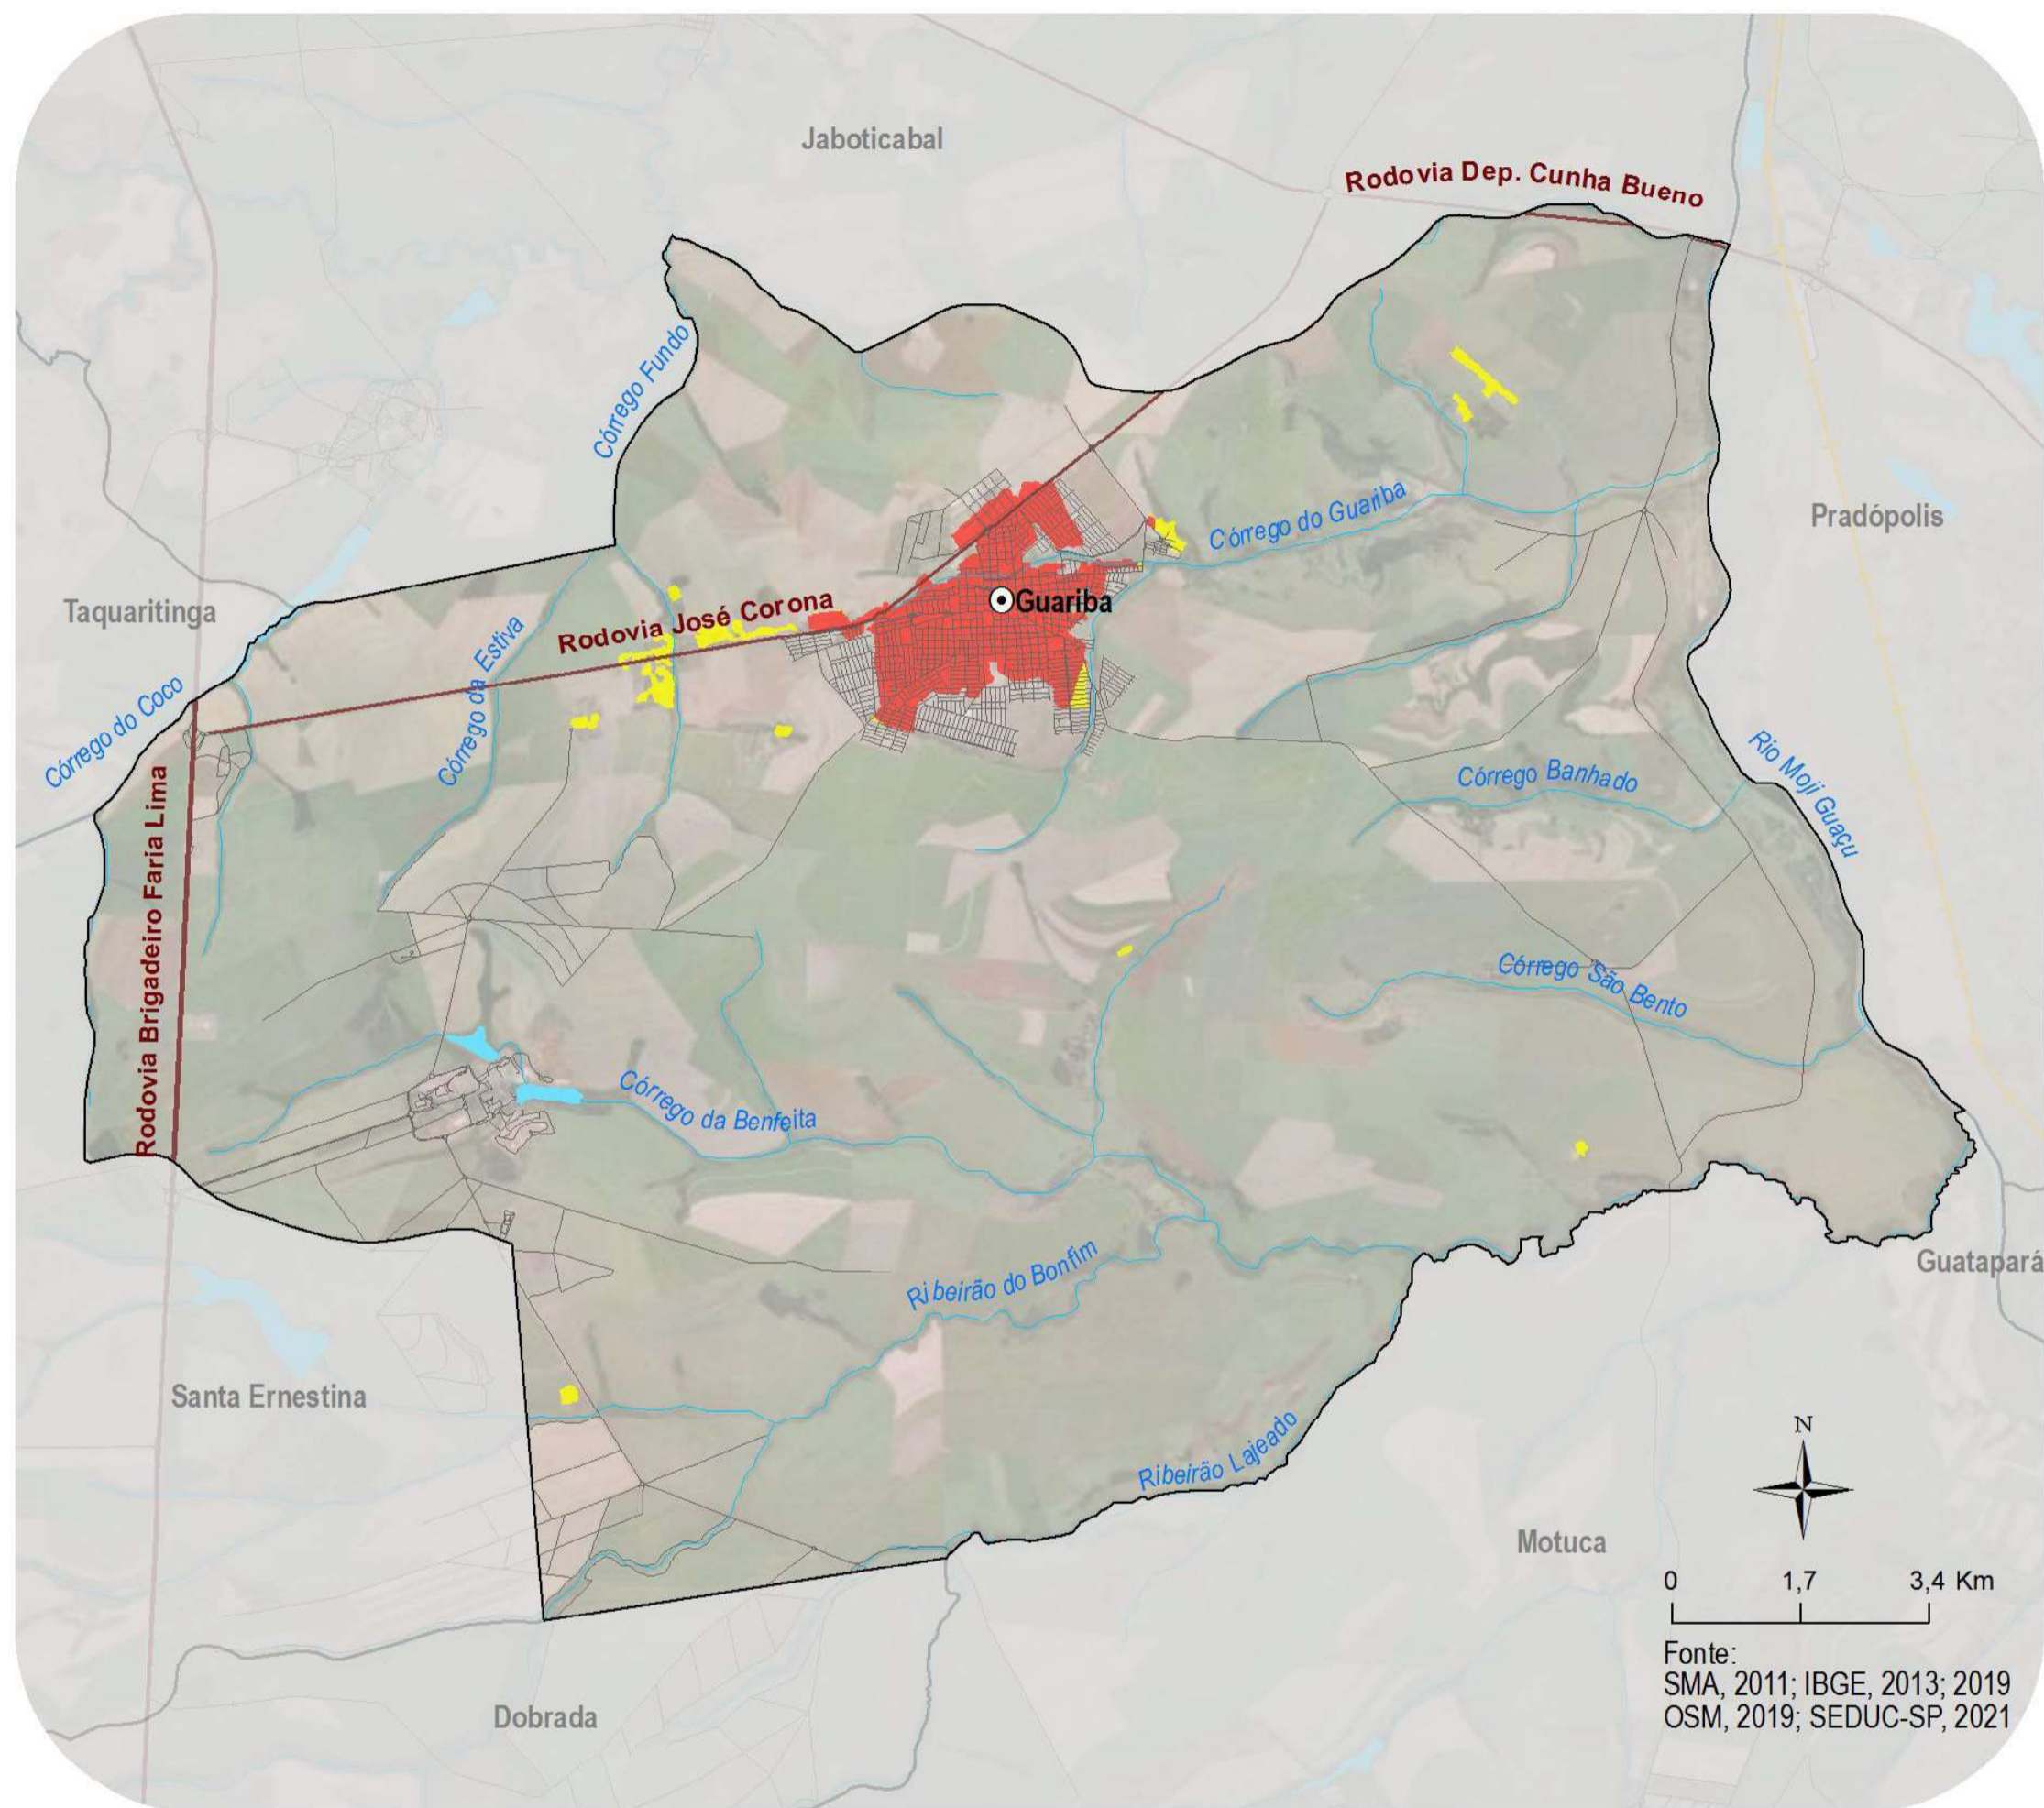 Jaboticabal
Rodovia Dep. Cunha Bueno
Córrego Fundo
Córrego do Guariba
Pradópolis
Taquaritinga
Rodovia José Corona
Guariba
Córrego da Estiva
Córrego do Coco
Rodovia Brigadeiro Faria Lima
Córrego Banhado
Rio Moji Guaçu
Córrego São Bento
Córrego da Benfeita
Ribeirão do Bonfim
Guatapará
Santa Ernestina
Ribeirão Lajeado
N
Motuca
0 1,7 3,4 Km
Fonte:
SMA, 2011; IBGE, 2013; 2019
OSM, 2019; SEDUC-SP, 2021
Dobrada